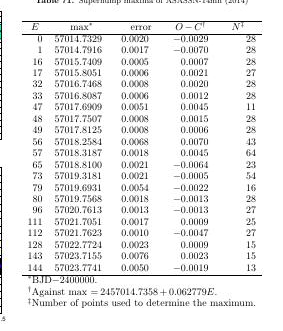 Table 71. Superhump maxima of ASASSN-14mh (2014)
E max* error O − C† N‡
0 57014.7329 0.0020 −0.0029 28
1 57014.7916 0.0017 −0.0070 28
16 57015.7409 0.0005 0.0007 28
17 57015.8051 0.0006 0.0021 27
32 57016.7468 0.0008 0.0020 28
33 57016.8087 0.0006 0.0012 28
47 57017.6909 0.0051 0.0045 11
48 57017.7507 0.0008 0.0015 28
49 57017.8125 0.0008 0.0006 28
56 57018.2584 0.0068 0.0070 43
57 57018.3187 0.0018 0.0045 64
65 57018.8100 0.0021 −0.0064 23
73 57019.3181 0.0021 −0.0005 54
79 57019.6931 0.0054 −0.0022 16
80 57019.7568 0.0018 −0.0013 28
96 57020.7613 0.0018 −0.0013 27
111 57021.7051 0.0017 0.0009 25
112 57021.7623 0.0010 −0.0047 27
128 57022.7724 0.0023 0.0009 15
143 57023.7155 0.0076 0.0023 15
144 57023.7741 0.0050 −0.0019 13
*BJD−2400000.
†Against max = 2457014.7358 + 0.062779E.
‡Number of points used to determine the maximum.